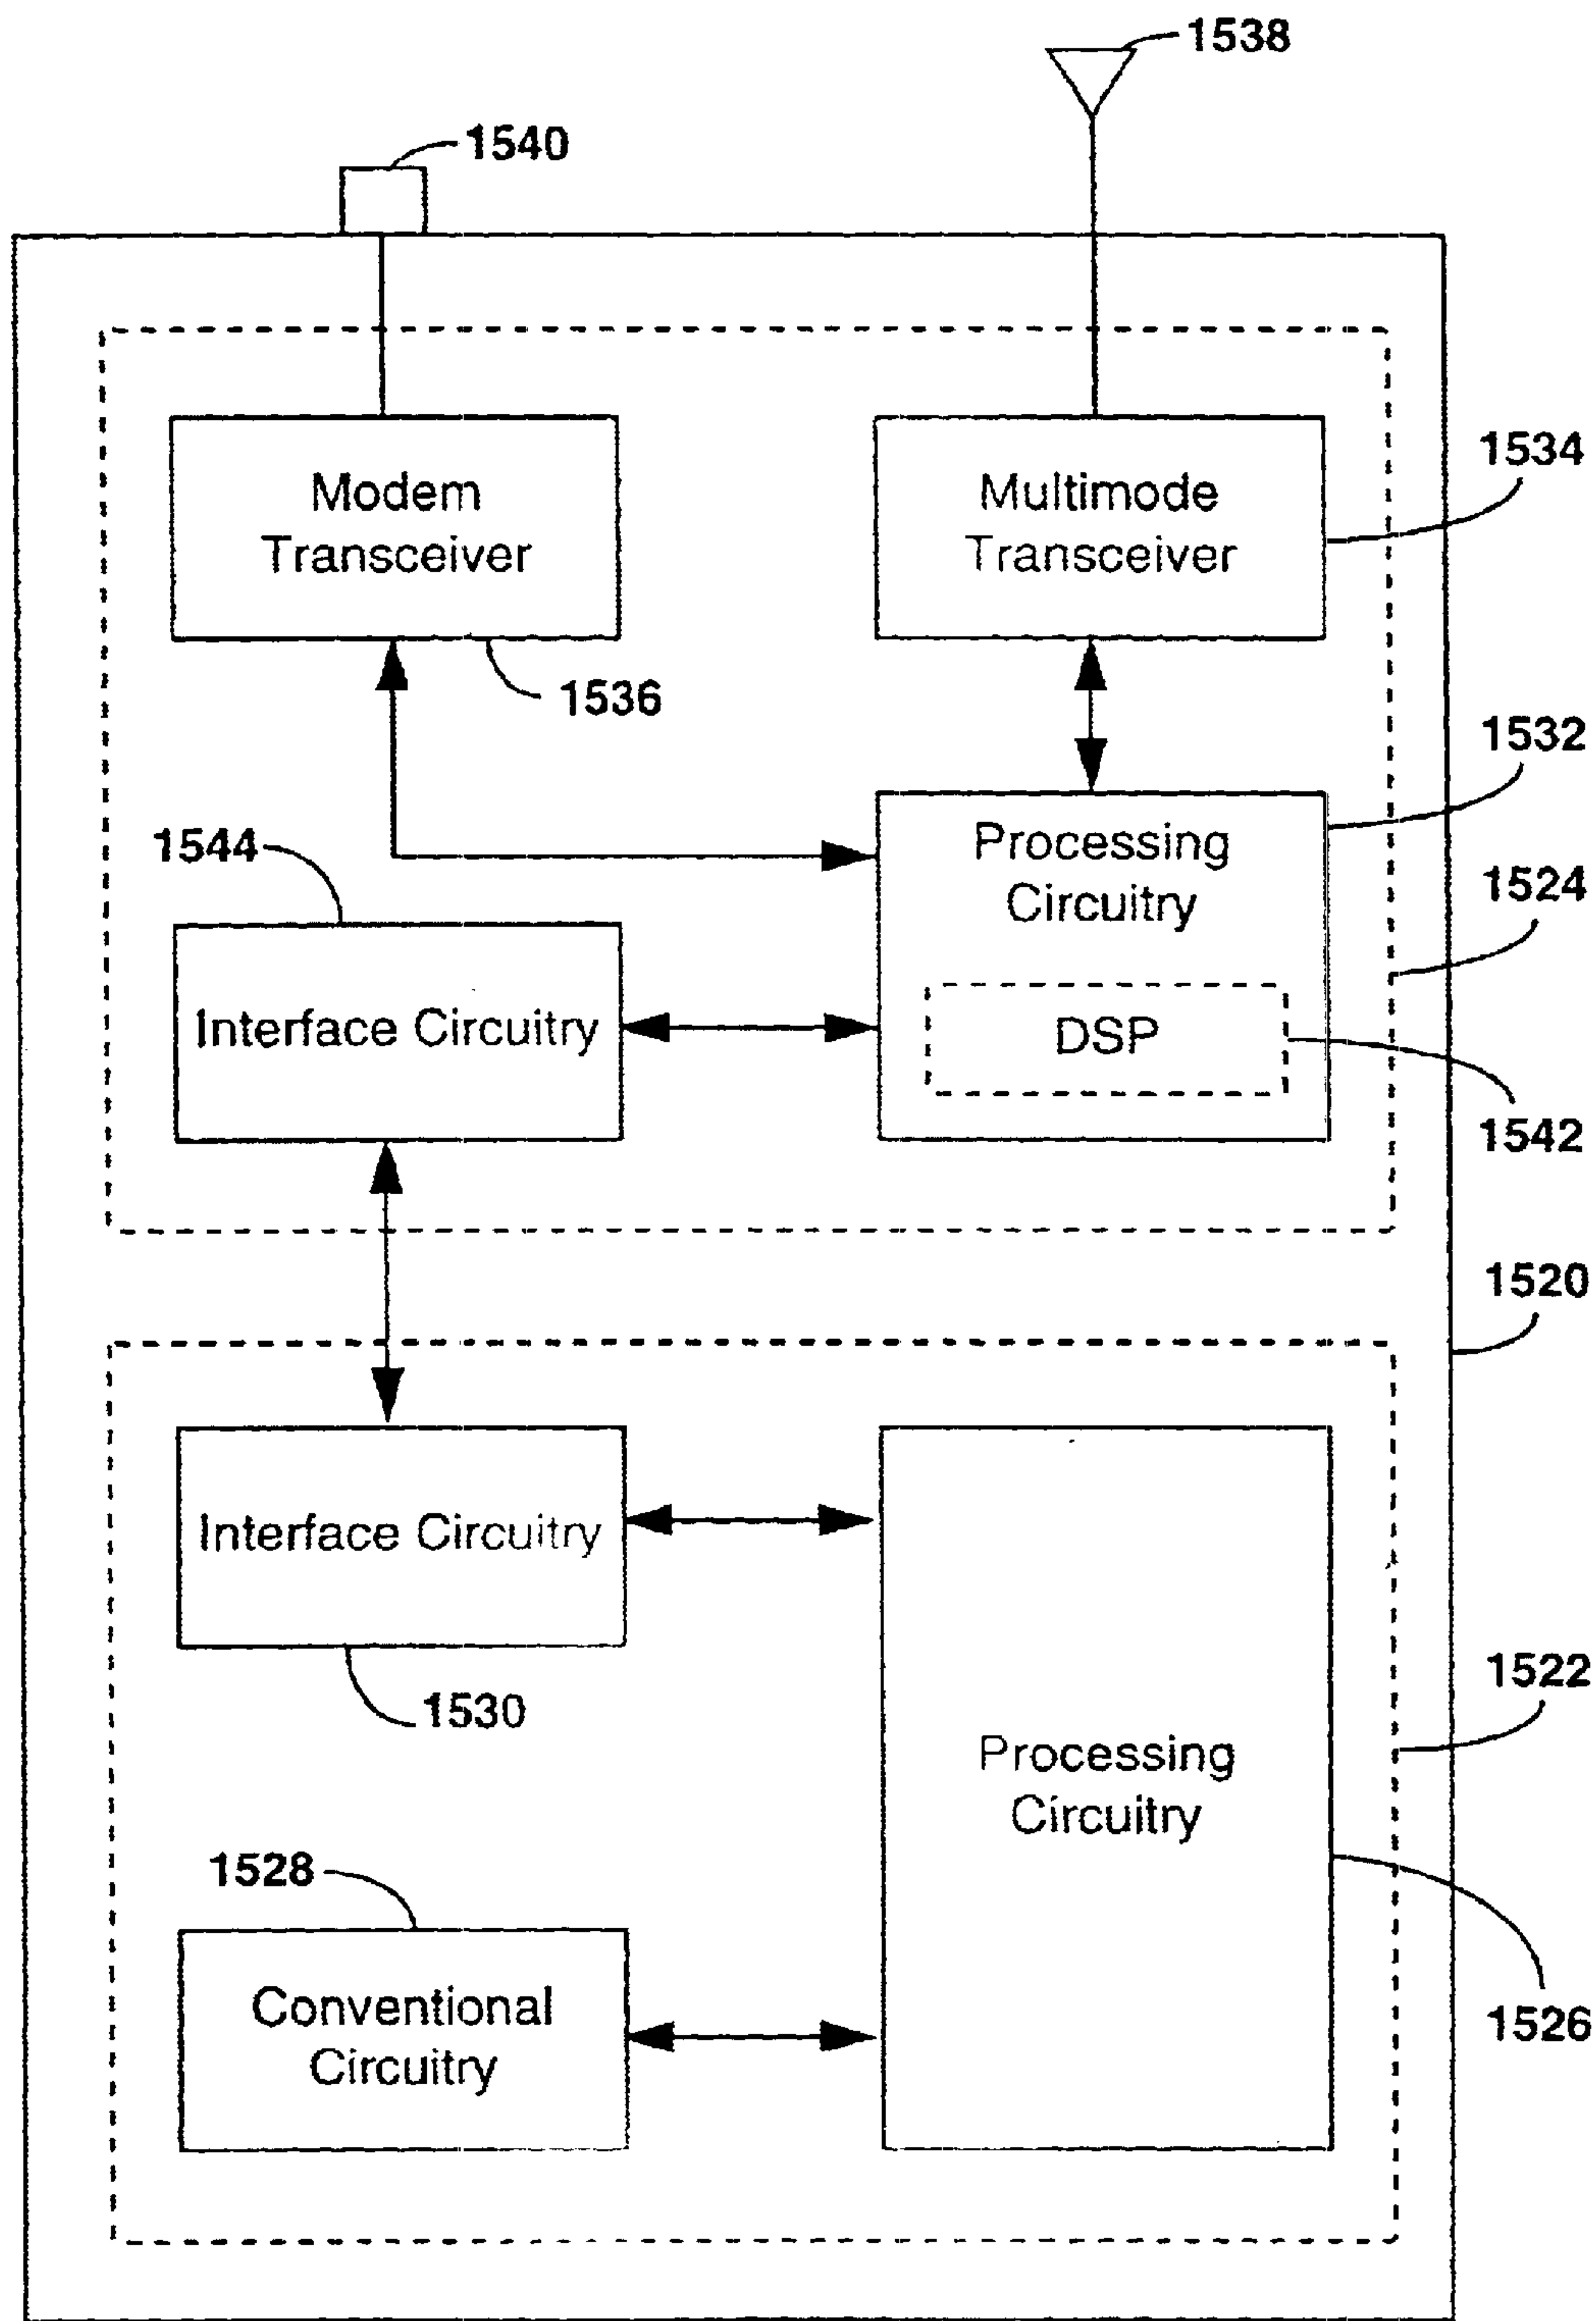 1538
1540
Modem
Transceiver
Multimode
Transceiver
1534
1536
1532
1544
Processing
Circuitry
1524
Interface Circuitry
DSP
1542
1520
Interface Circuitry
1530
1522
Processing
Circuitry
1528
Conventional
Circuitry
1526